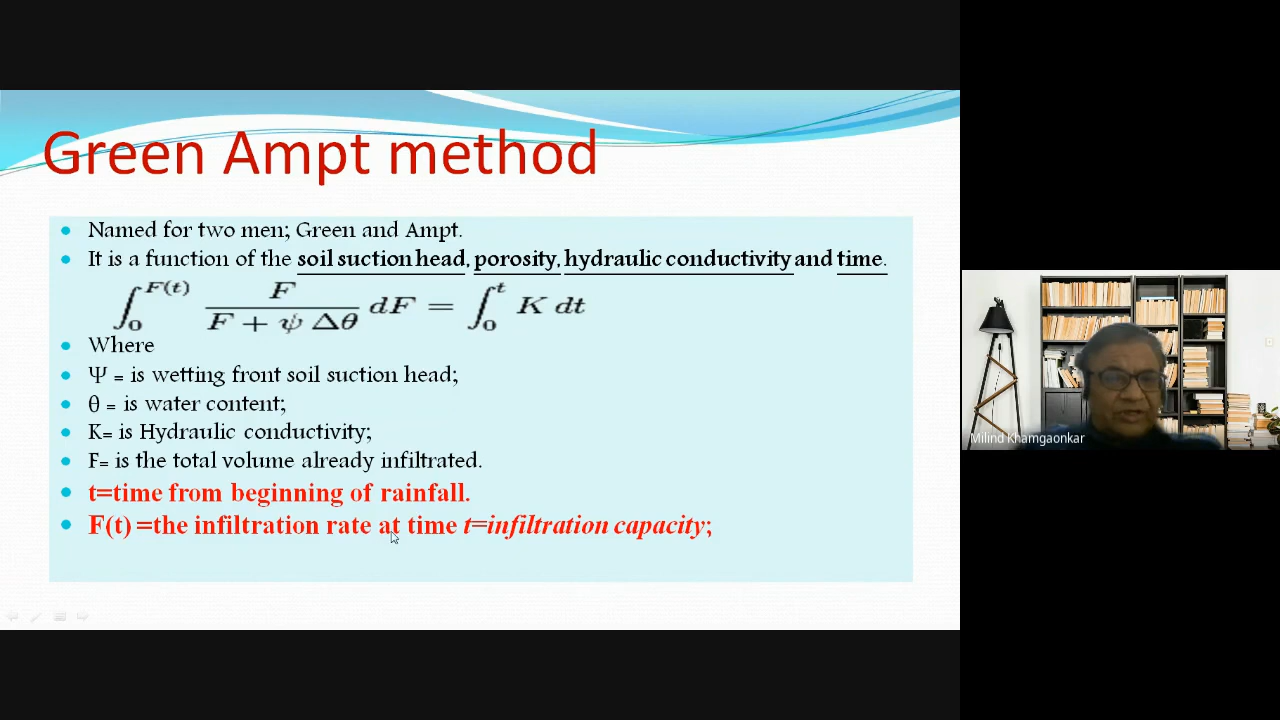 Green Ampt method
Named for two men; Green and Ampt.
It is a function of the soil suction head, porosity, hydraulic conductivity and time.
∫₀^F(t) F / (F + ψ Δθ) dF = ∫₀^t K dt
Where
Ψ = is wetting front soil suction head;
θ = is water content;
K= is Hydraulic conductivity;
F= is the total volume already infiltrated.
t=time from beginning of rainfall.
F(t) =the infiltration rate at time t=infiltration capacity;
Milind Khamgaonkar